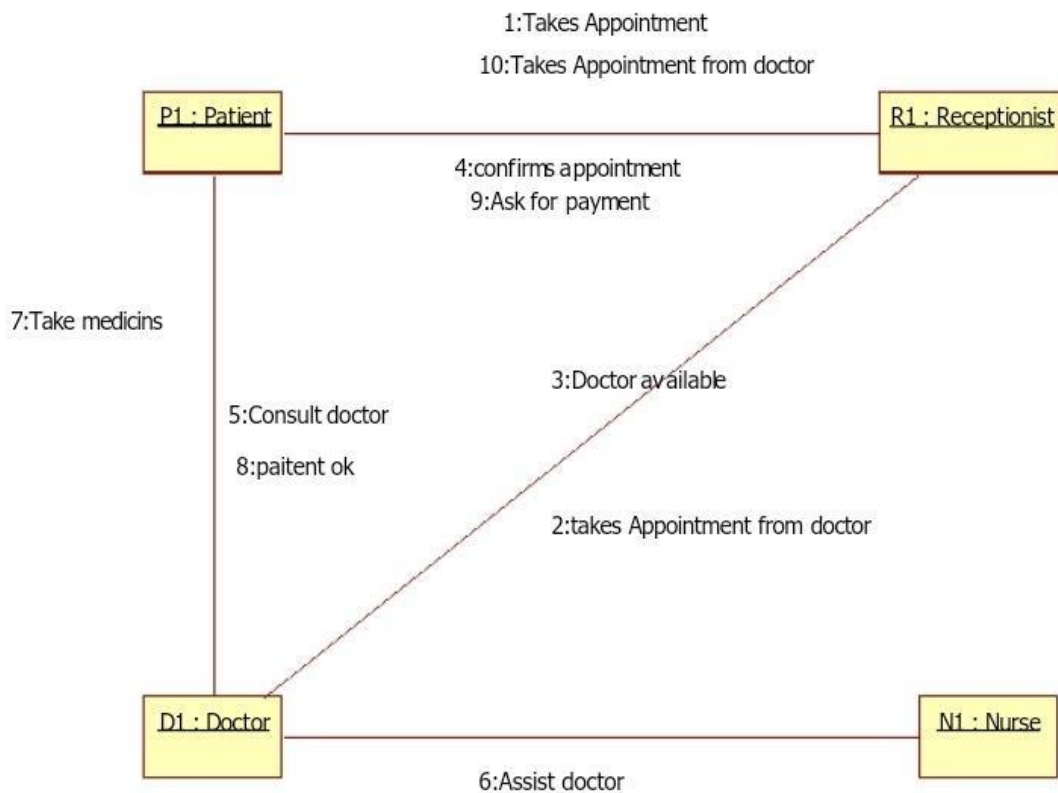 1:Takes Appointment
10:Takes Appointment from doctor
P1 : Patient
R1 : Receptionist
4:confirms appointment
9:Ask for payment
7:Take medicins
3:Doctor available
5:Consult doctor
8:paitent ok
2:takes Appointment from doctor
D1 : Doctor
N1 : Nurse
6:Assist doctor